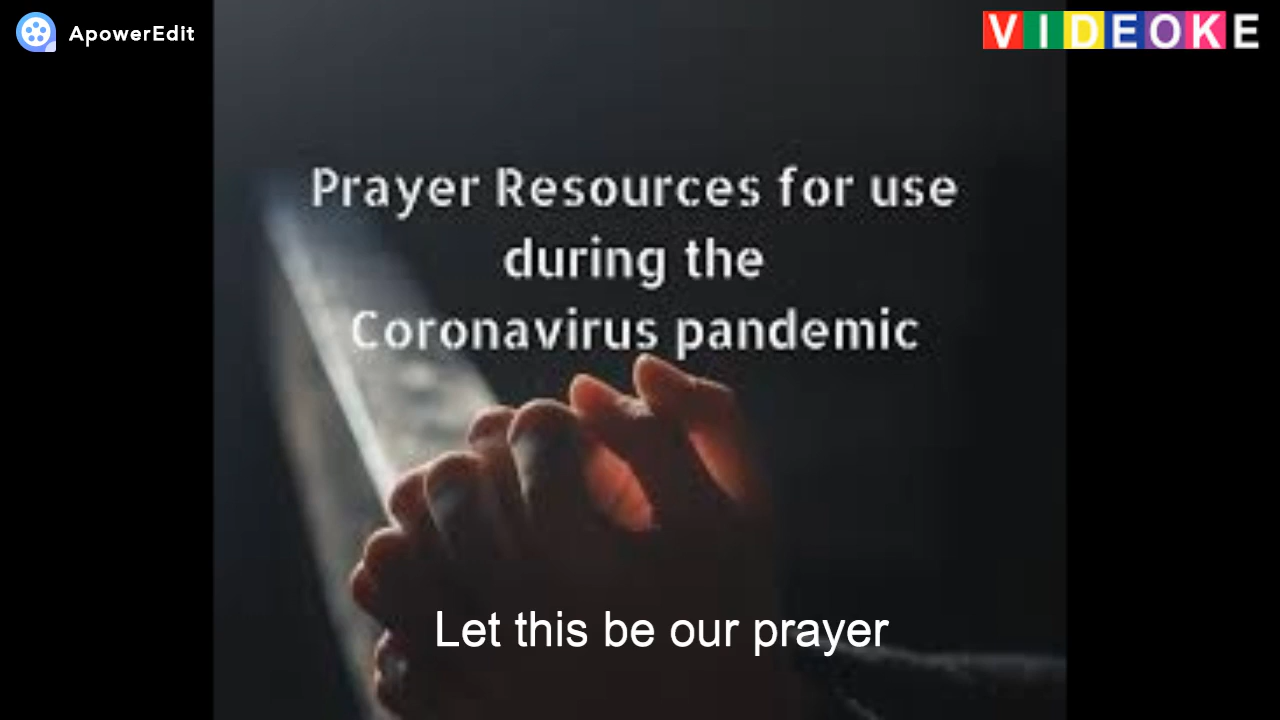 ApowerEdit
VIDEOKE
Prayer Resources for use
during the
Coronavirus pandemic
Let this be our prayer